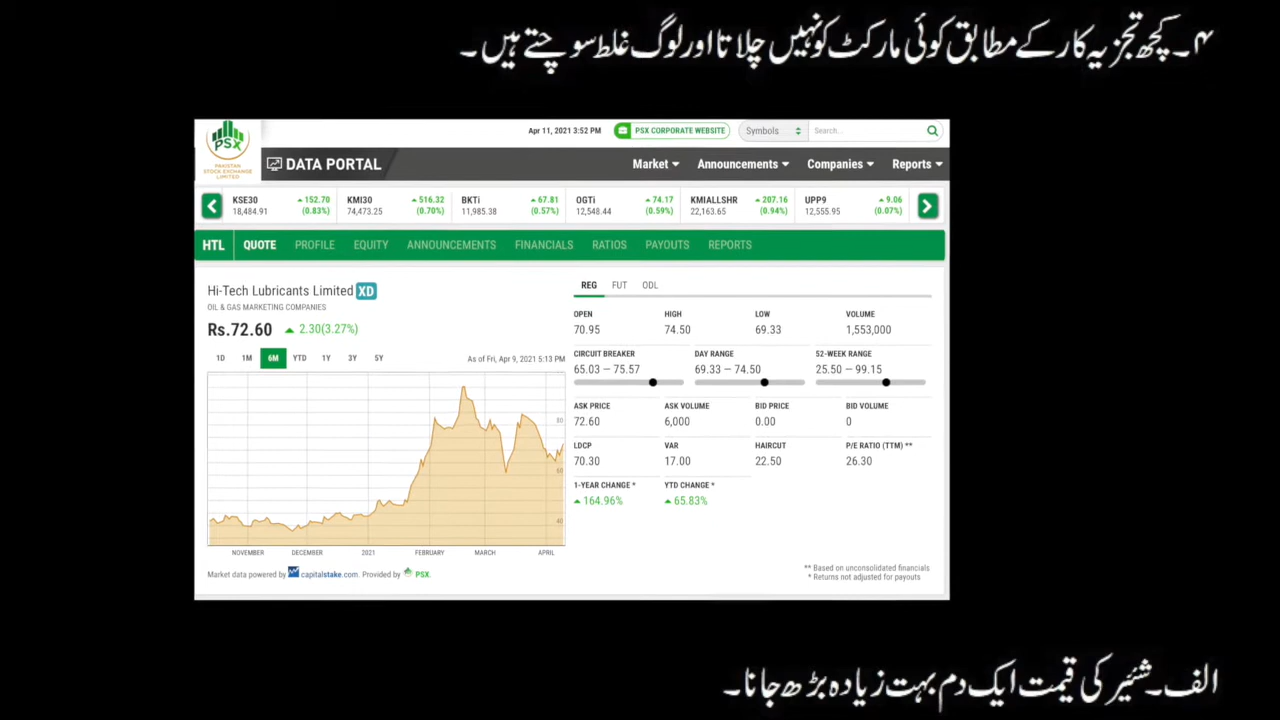 ۴۔ کچھ تجزیہ کار کے مطابق کوئی مارکٹ کو نہیں چلاتا اور لوگ غلط سوچتے ہیں۔
PSX
PAKISTAN STOCK EXCHANGE LIMITED
Apr 11, 2021 3:52 PM PSX CORPORATE WEBSITE Symbols Search...
DATA PORTAL Market Announcements Companies Reports
KSE30 152.70 KMI30 516.32 BKTi 67.81 OGTi 74.17 KMIALLSHR 207.16 UPP9 9.06
18,484.91 (0.83%) 74,473.25 (0.70%) 11,985.38 (0.57%) 12,548.44 (0.59%) 22,163.65 (0.94%) 12,555.95 (0.07%)
HTL QUOTE PROFILE EQUITY ANNOUNCEMENTS FINANCIALS RATIOS PAYOUTS REPORTS
Hi-Tech Lubricants Limited XD
OIL & GAS MARKETING COMPANIES
Rs.72.60 2.30(3.27%)
1D 1M 6M YTD 1Y 3Y 5Y As of Fri, Apr 9, 2021 5:13 PM
80
60
40
NOVEMBER DECEMBER 2021 FEBRUARY MARCH APRIL
Market data powered by capitalstake.com. Provided by PSX.
REG FUT ODL
OPEN HIGH LOW VOLUME
70.95 74.50 69.33 1,553,000
CIRCUIT BREAKER DAY RANGE 52-WEEK RANGE
65.03 — 75.57 69.33 — 74.50 25.50 — 99.15
ASK PRICE ASK VOLUME BID PRICE BID VOLUME
72.60 6,000 0.00 0
LDCP VAR HAIRCUT P/E RATIO (TTM) **
70.30 17.00 22.50 26.30
1-YEAR CHANGE * YTD CHANGE *
164.96% 65.83%
** Based on unconsolidated financials
* Returns not adjusted for payouts
الف۔ شئیر کی قیمت ایک دم بہت زیادہ بڑھ جانا۔